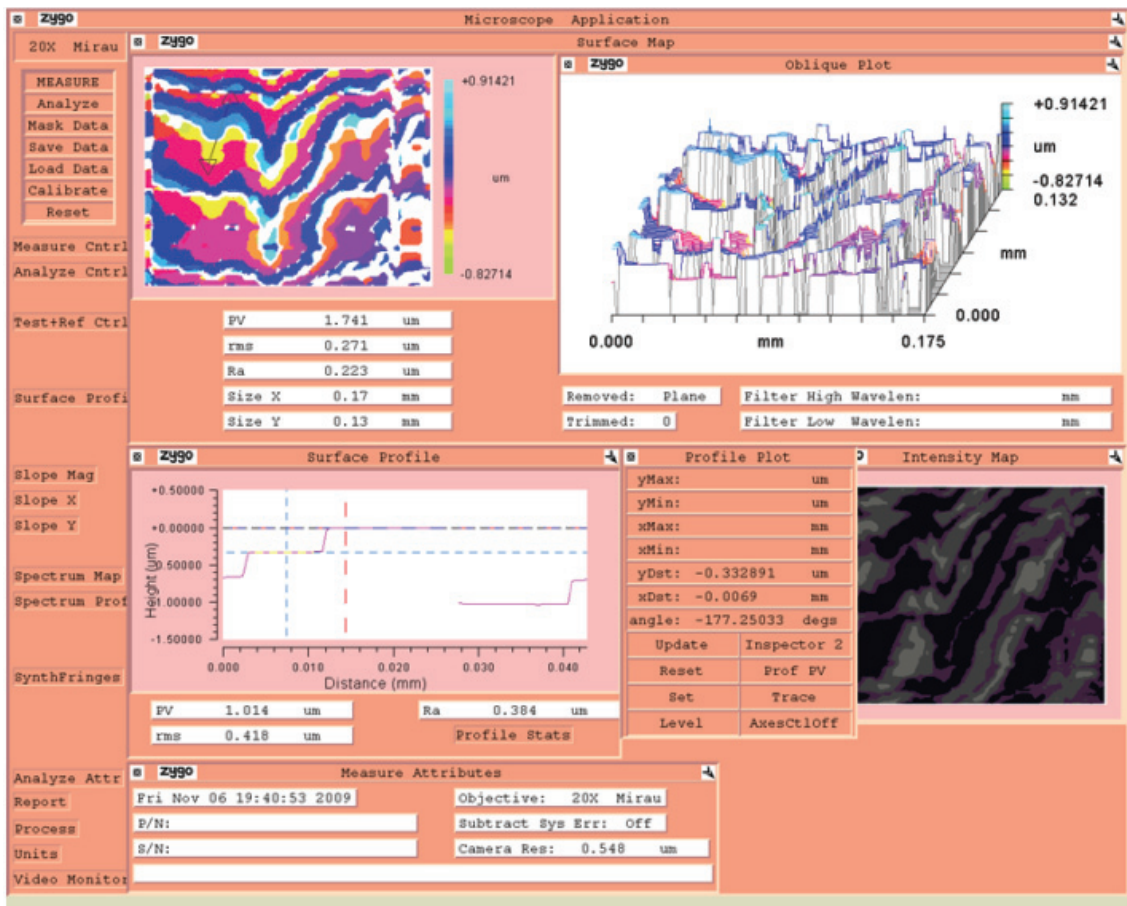 zygo Microscope Application
20X Mirau
MEASURE
Analyze
Mask Data
Save Data
Load Data
Calibrate
Reset
Measure Cntrl
Analyze Cntrl
Test+Ref Ctrl
Surface Profi
Slope Mag
Slope X
Slope Y
Spectrum Map
Spectrum Prof
SynthFringes
Analyze Attr
Report
Process
Units
Video Monitor
zygo Surface Map
+0.91421
um
-0.82714
PV 1.741 um
rms 0.271 um
Ra 0.223 um
Size X 0.17 mm
Size Y 0.13 mm
zygo Oblique Plot
+0.91421
um
-0.82714
0.132
mm
0.000
0.000 mm 0.175
Removed: Plane
Trimmed: 0
Filter High Wavelen: mm
Filter Low Wavelen: mm
zygo Surface Profile
Height (um)
+0.50000
+0.00000
-0.50000
-1.00000
-1.50000
0.000 0.010 0.020 0.030 0.040
Distance (mm)
PV 1.014 um
rms 0.418 um
Ra 0.384 um
Profile Stats
Profile Plot
yMax: um
yMin: um
xMax: mm
xMin: mm
yDst: -0.332891 um
xDst: -0.0069 mm
angle: -177.25033 degs
Update Inspector 2
Reset Prof PV
Set Trace
Level AxesCtlOff
Intensity Map
zygo Measure Attributes
Fri Nov 06 19:40:53 2009
P/N:
S/N:
Objective: 20X Mirau
Subtract Sys Err: Off
Camera Res: 0.548 um